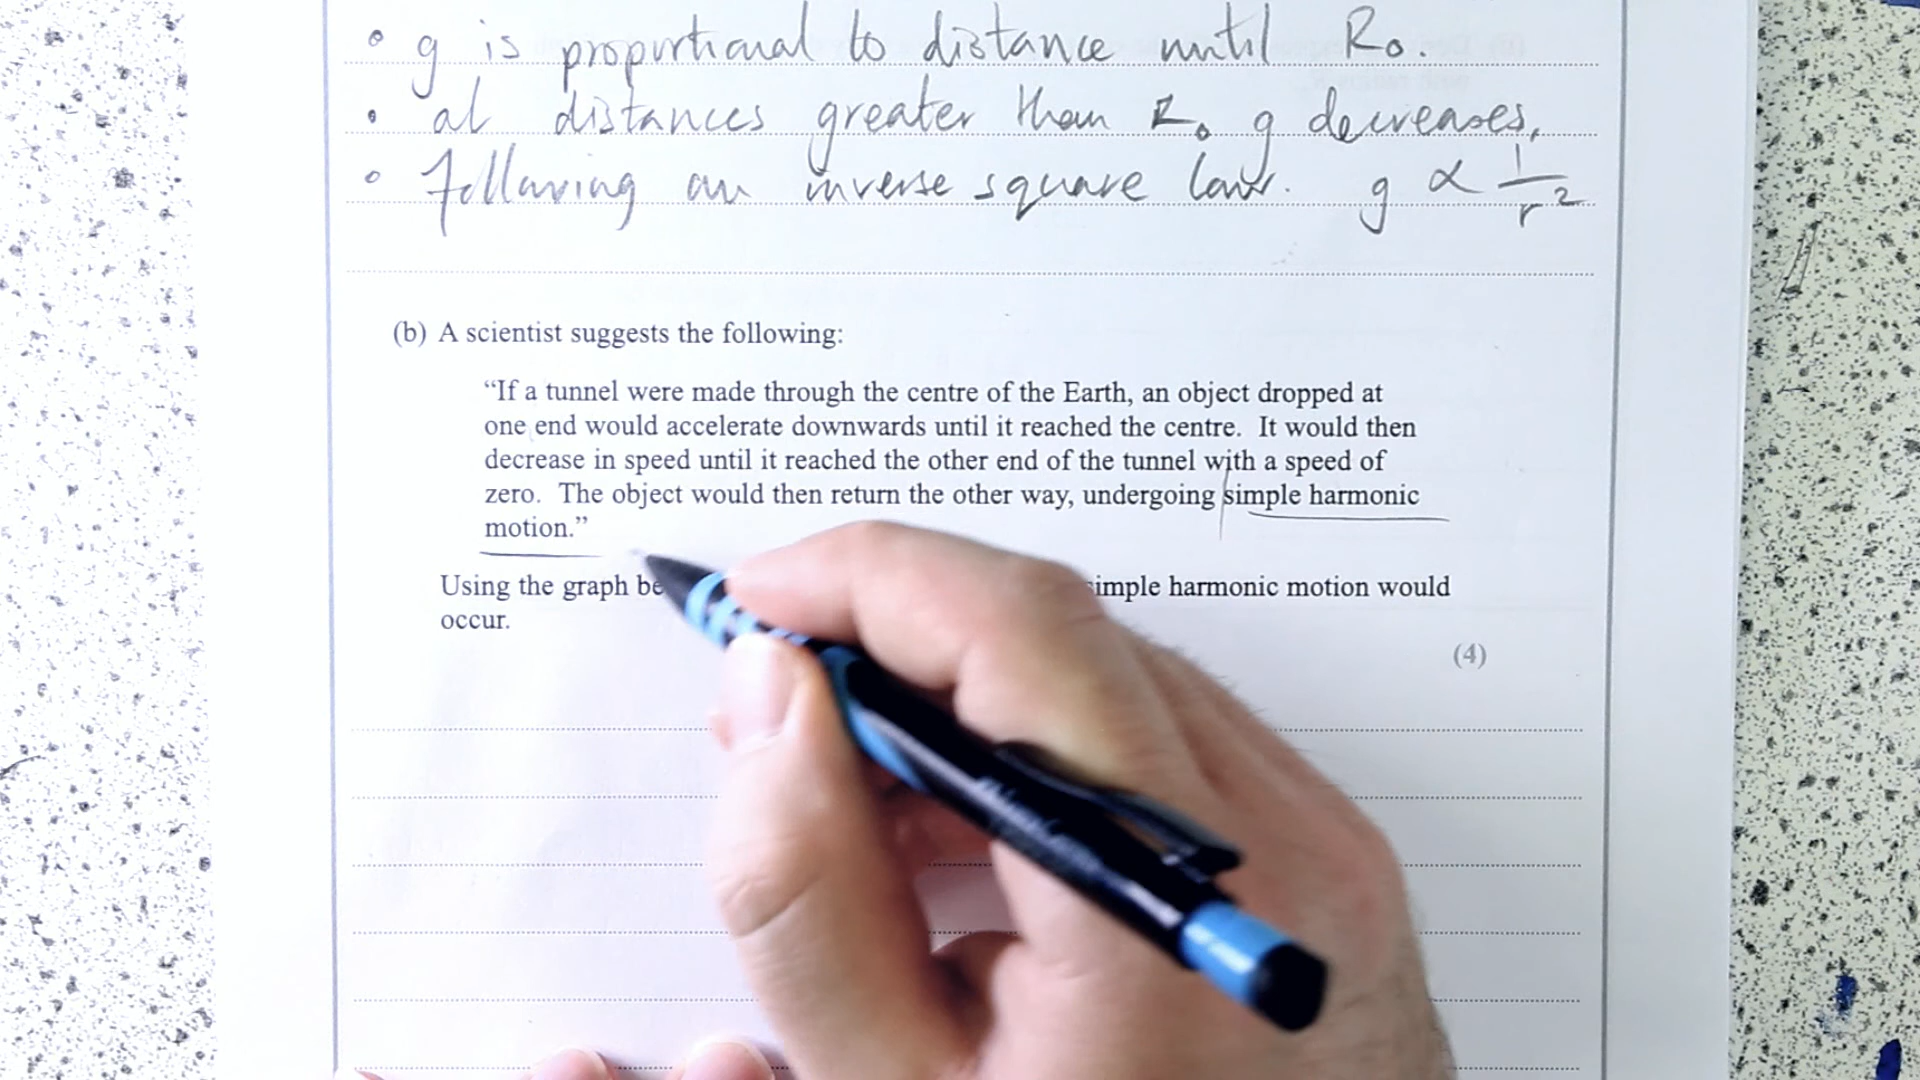 • g is proportional to distance until R₀.
• at distances greater than R₀ g decreases,
• following an inverse square law. g ∝ 1/r²
(b) A scientist suggests the following:
“If a tunnel were made through the centre of the Earth, an object dropped at
one end would accelerate downwards until it reached the centre. It would then
decrease in speed until it reached the other end of the tunnel with a speed of
zero. The object would then return the other way, undergoing simple harmonic
motion.”
Using the graph simple harmonic motion would
occur.
(4)